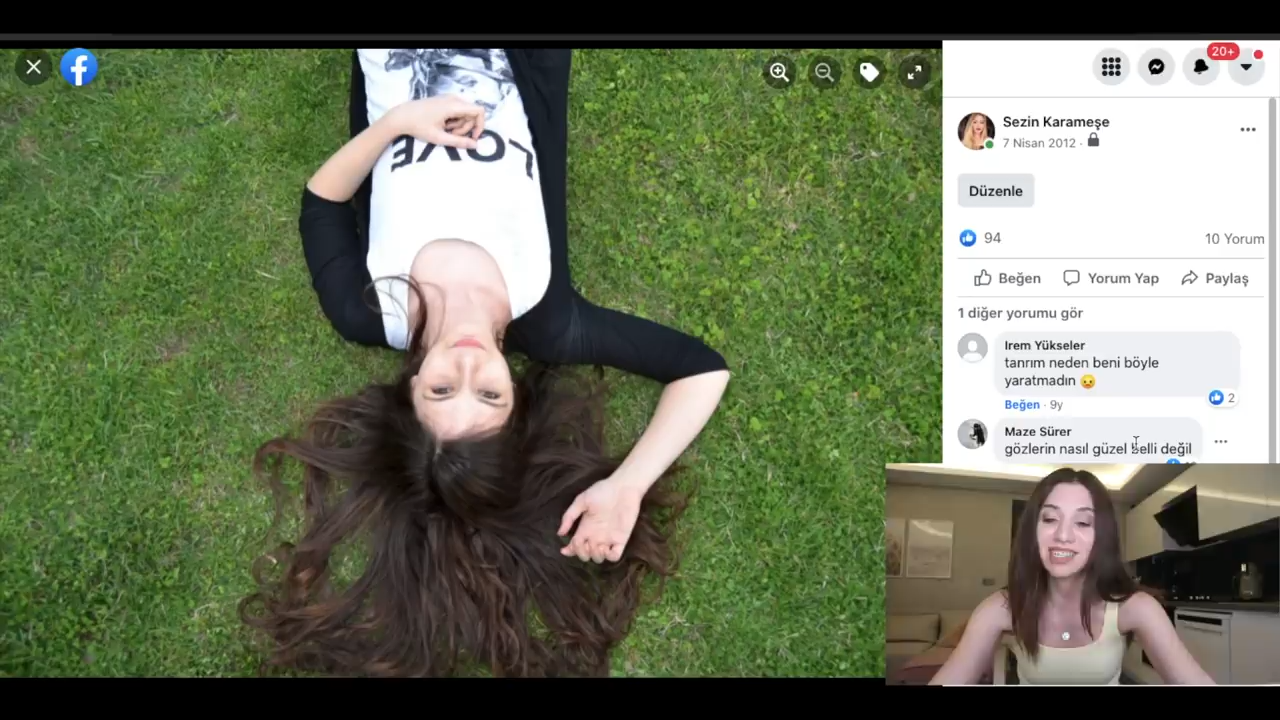 LOVE
20+
Sezin Karameşe
7 Nisan 2012 ·
Düzenle
94
10 Yorum
Beğen
Yorum Yap
Paylaş
1 diğer yorumu gör
Irem Yükseler
tanrım neden beni böyle
yaratmadın 😣
Beğen · 9y
2
Maze Sürer
gözlerin nasıl güzel belli değil